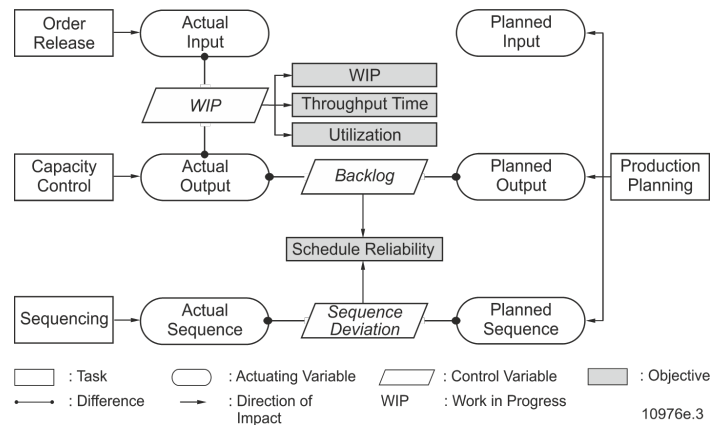 Order
Release
Actual
Input
Planned
Input
WIP
WIP
Throughput Time
Utilization
Capacity
Control
Actual
Output
Backlog
Planned
Output
Production
Planning
Schedule Reliability
Sequencing
Actual
Sequence
Sequence
Deviation
Planned
Sequence
: Task
: Actuating Variable
: Control Variable
: Objective
: Difference
: Direction of
Impact
WIP : Work in Progress
10976e.3